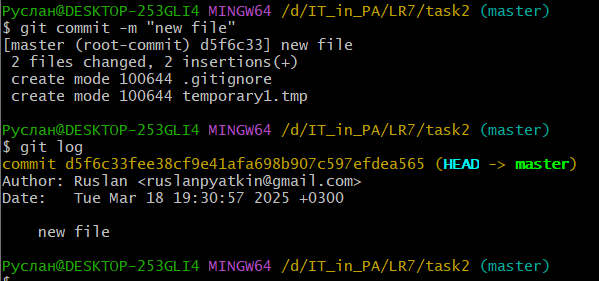 Руслан@DESKTOP-253GLI4 MINGW64 /d/IT_in_PA/LR7/task2 (master)
$ git commit -m "new file"
[master (root-commit) d5f6c33] new file
 2 files changed, 2 insertions(+)
 create mode 100644 .gitignore
 create mode 100644 temporary1.tmp

Руслан@DESKTOP-253GLI4 MINGW64 /d/IT_in_PA/LR7/task2 (master)
$ git log
commit d5f6c33fee38cf9e41afa698b907c597efdea565 (HEAD -> master)
Author: Ruslan <ruslanpyatkin@gmail.com>
Date:   Tue Mar 18 19:30:57 2025 +0300

    new file

Руслан@DESKTOP-253GLI4 MINGW64 /d/IT_in_PA/LR7/task2 (master)
$